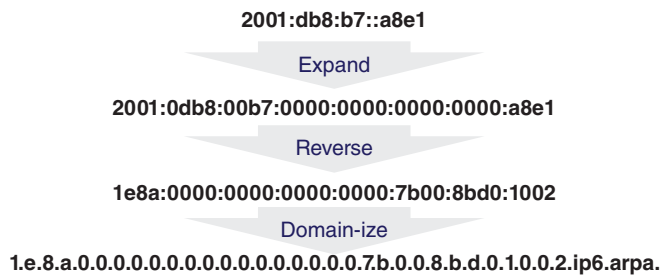 2001:db8:b7::a8e1
Expand
2001:0db8:00b7:0000:0000:0000:0000:a8e1
Reverse
1e8a:0000:0000:0000:0000:7b00:8bd0:1002
Domain-ize
1.e.8.a.0.0.0.0.0.0.0.0.0.0.0.0.0.0.0.0.7.b.0.0.8.b.d.0.1.0.0.2.ip6.arpa.